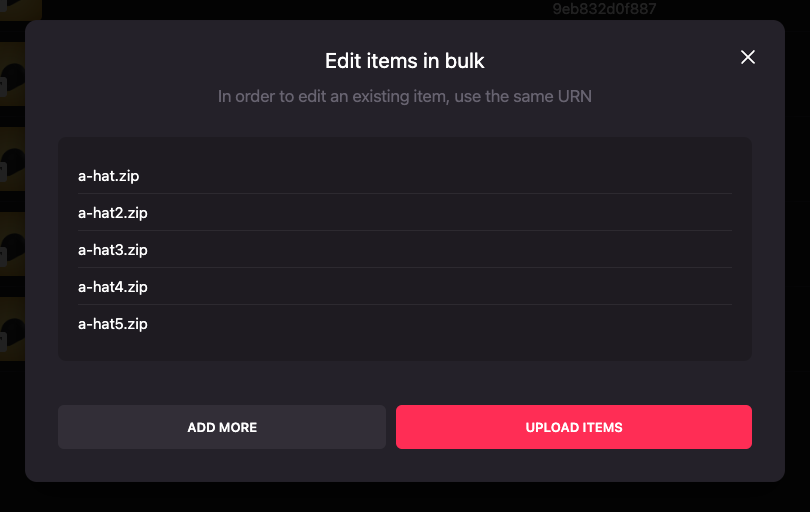 9eb832d0f887
Edit items in bulk
In order to edit an existing item, use the same URN
a-hat.zip
a-hat2.zip
a-hat3.zip
a-hat4.zip
a-hat5.zip
ADD MORE
UPLOAD ITEMS